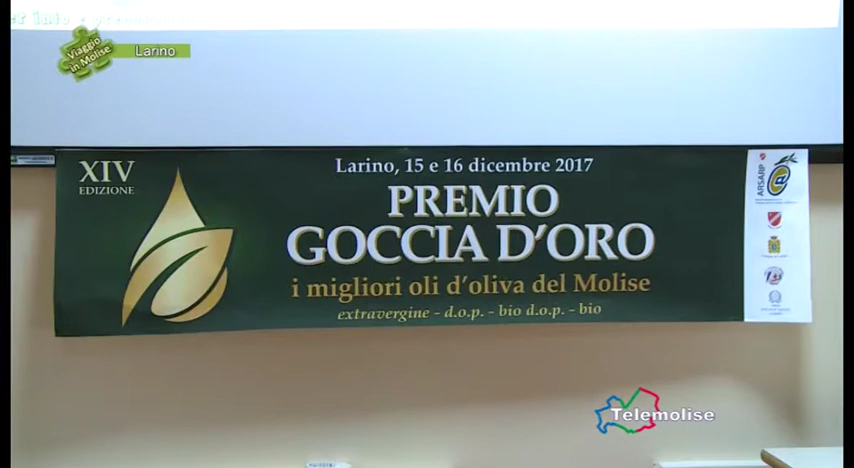 Viaggio
in Molise
Larino
XIV
EDIZIONE
Larino, 15 e 16 dicembre 2017
PREMIO
GOCCIA D'ORO
i migliori oli d'oliva del Molise
extravergine - d.o.p. - bio d.o.p. - bio
ARSARP
Telemolise